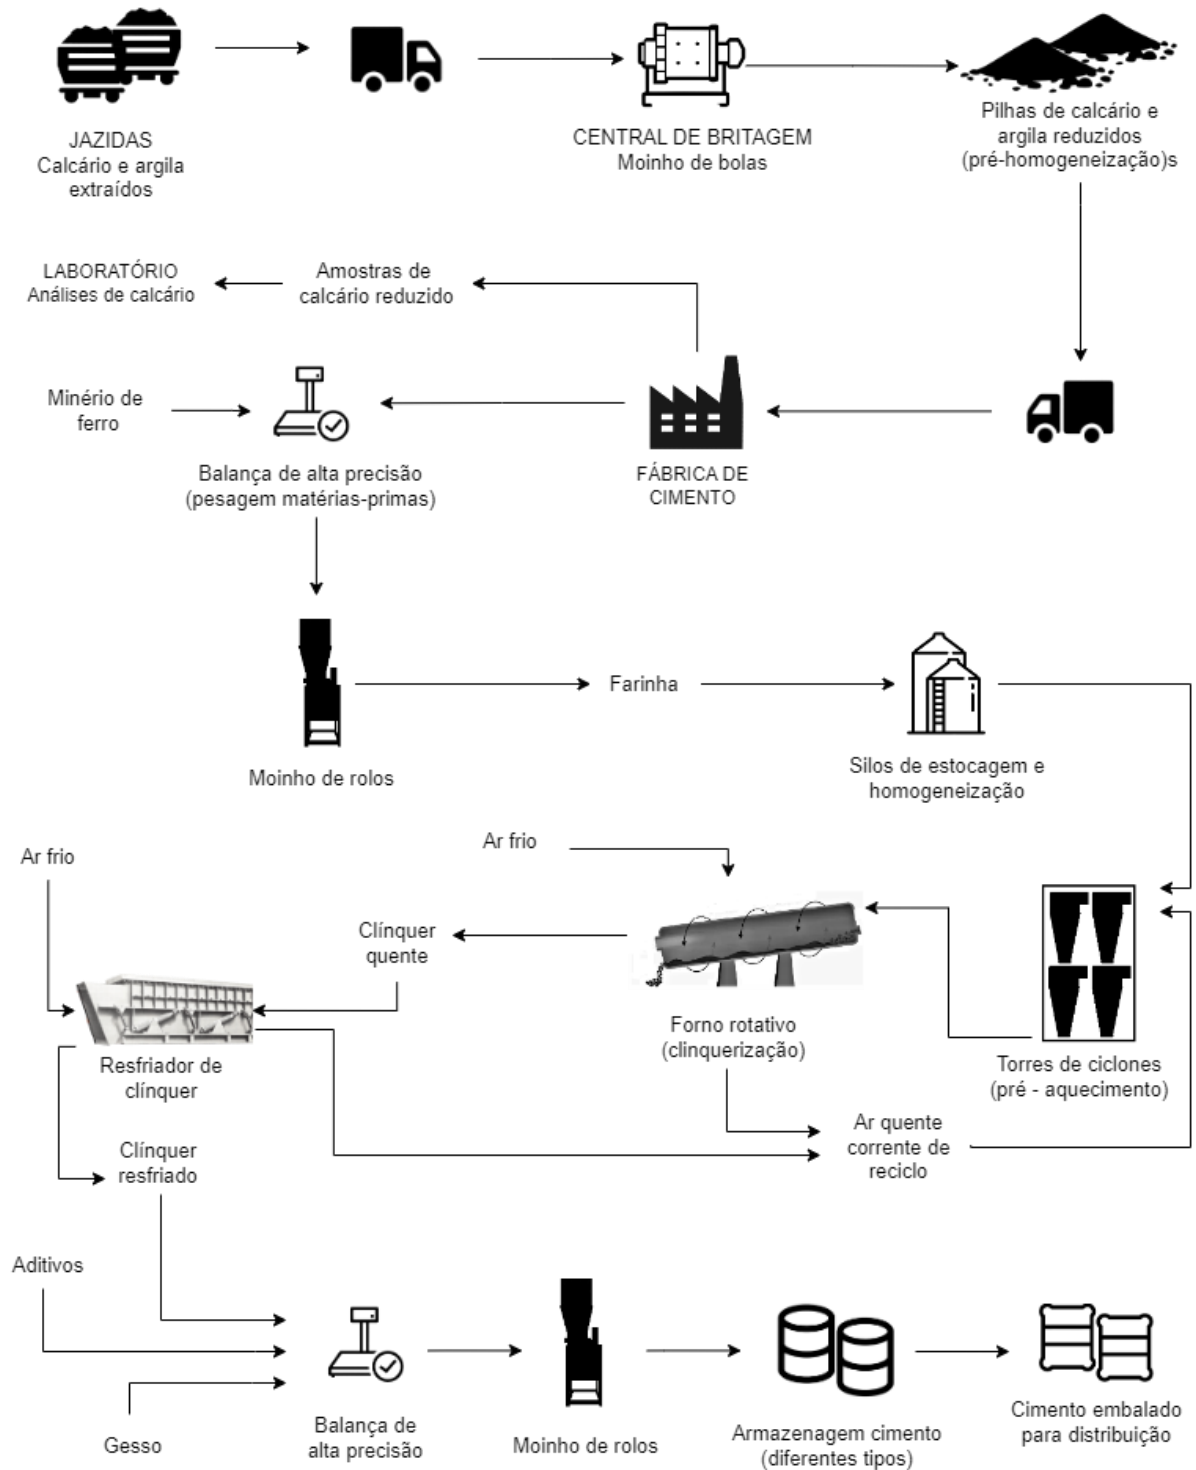 JAZIDAS
Calcário e argila
extraídos
CENTRAL DE BRITAGEM
Moinho de bolas
Pilhas de calcário e
argila reduzidos
(pré-homogeneização)s
LABORATÓRIO
Análises de calcário
Amostras de
calcário reduzido
Minério de
ferro
Balança de alta precisão
(pesagem matérias-primas)
FÁBRICA DE
CIMENTO
Moinho de rolos
Farinha
Silos de estocagem e
homogeneização
Ar frio
Ar frio
Clínquer
quente
Forno rotativo
(clinquerização)
Torres de ciclones
(pré - aquecimento)
Resfriador de
clínquer
Ar quente
corrente de
reciclo
Clínquer
resfriado
Aditivos
Gesso
Balança de
alta precisão
Moinho de rolos
Armazenagem cimento
(diferentes tipos)
Cimento embalado
para distribuição